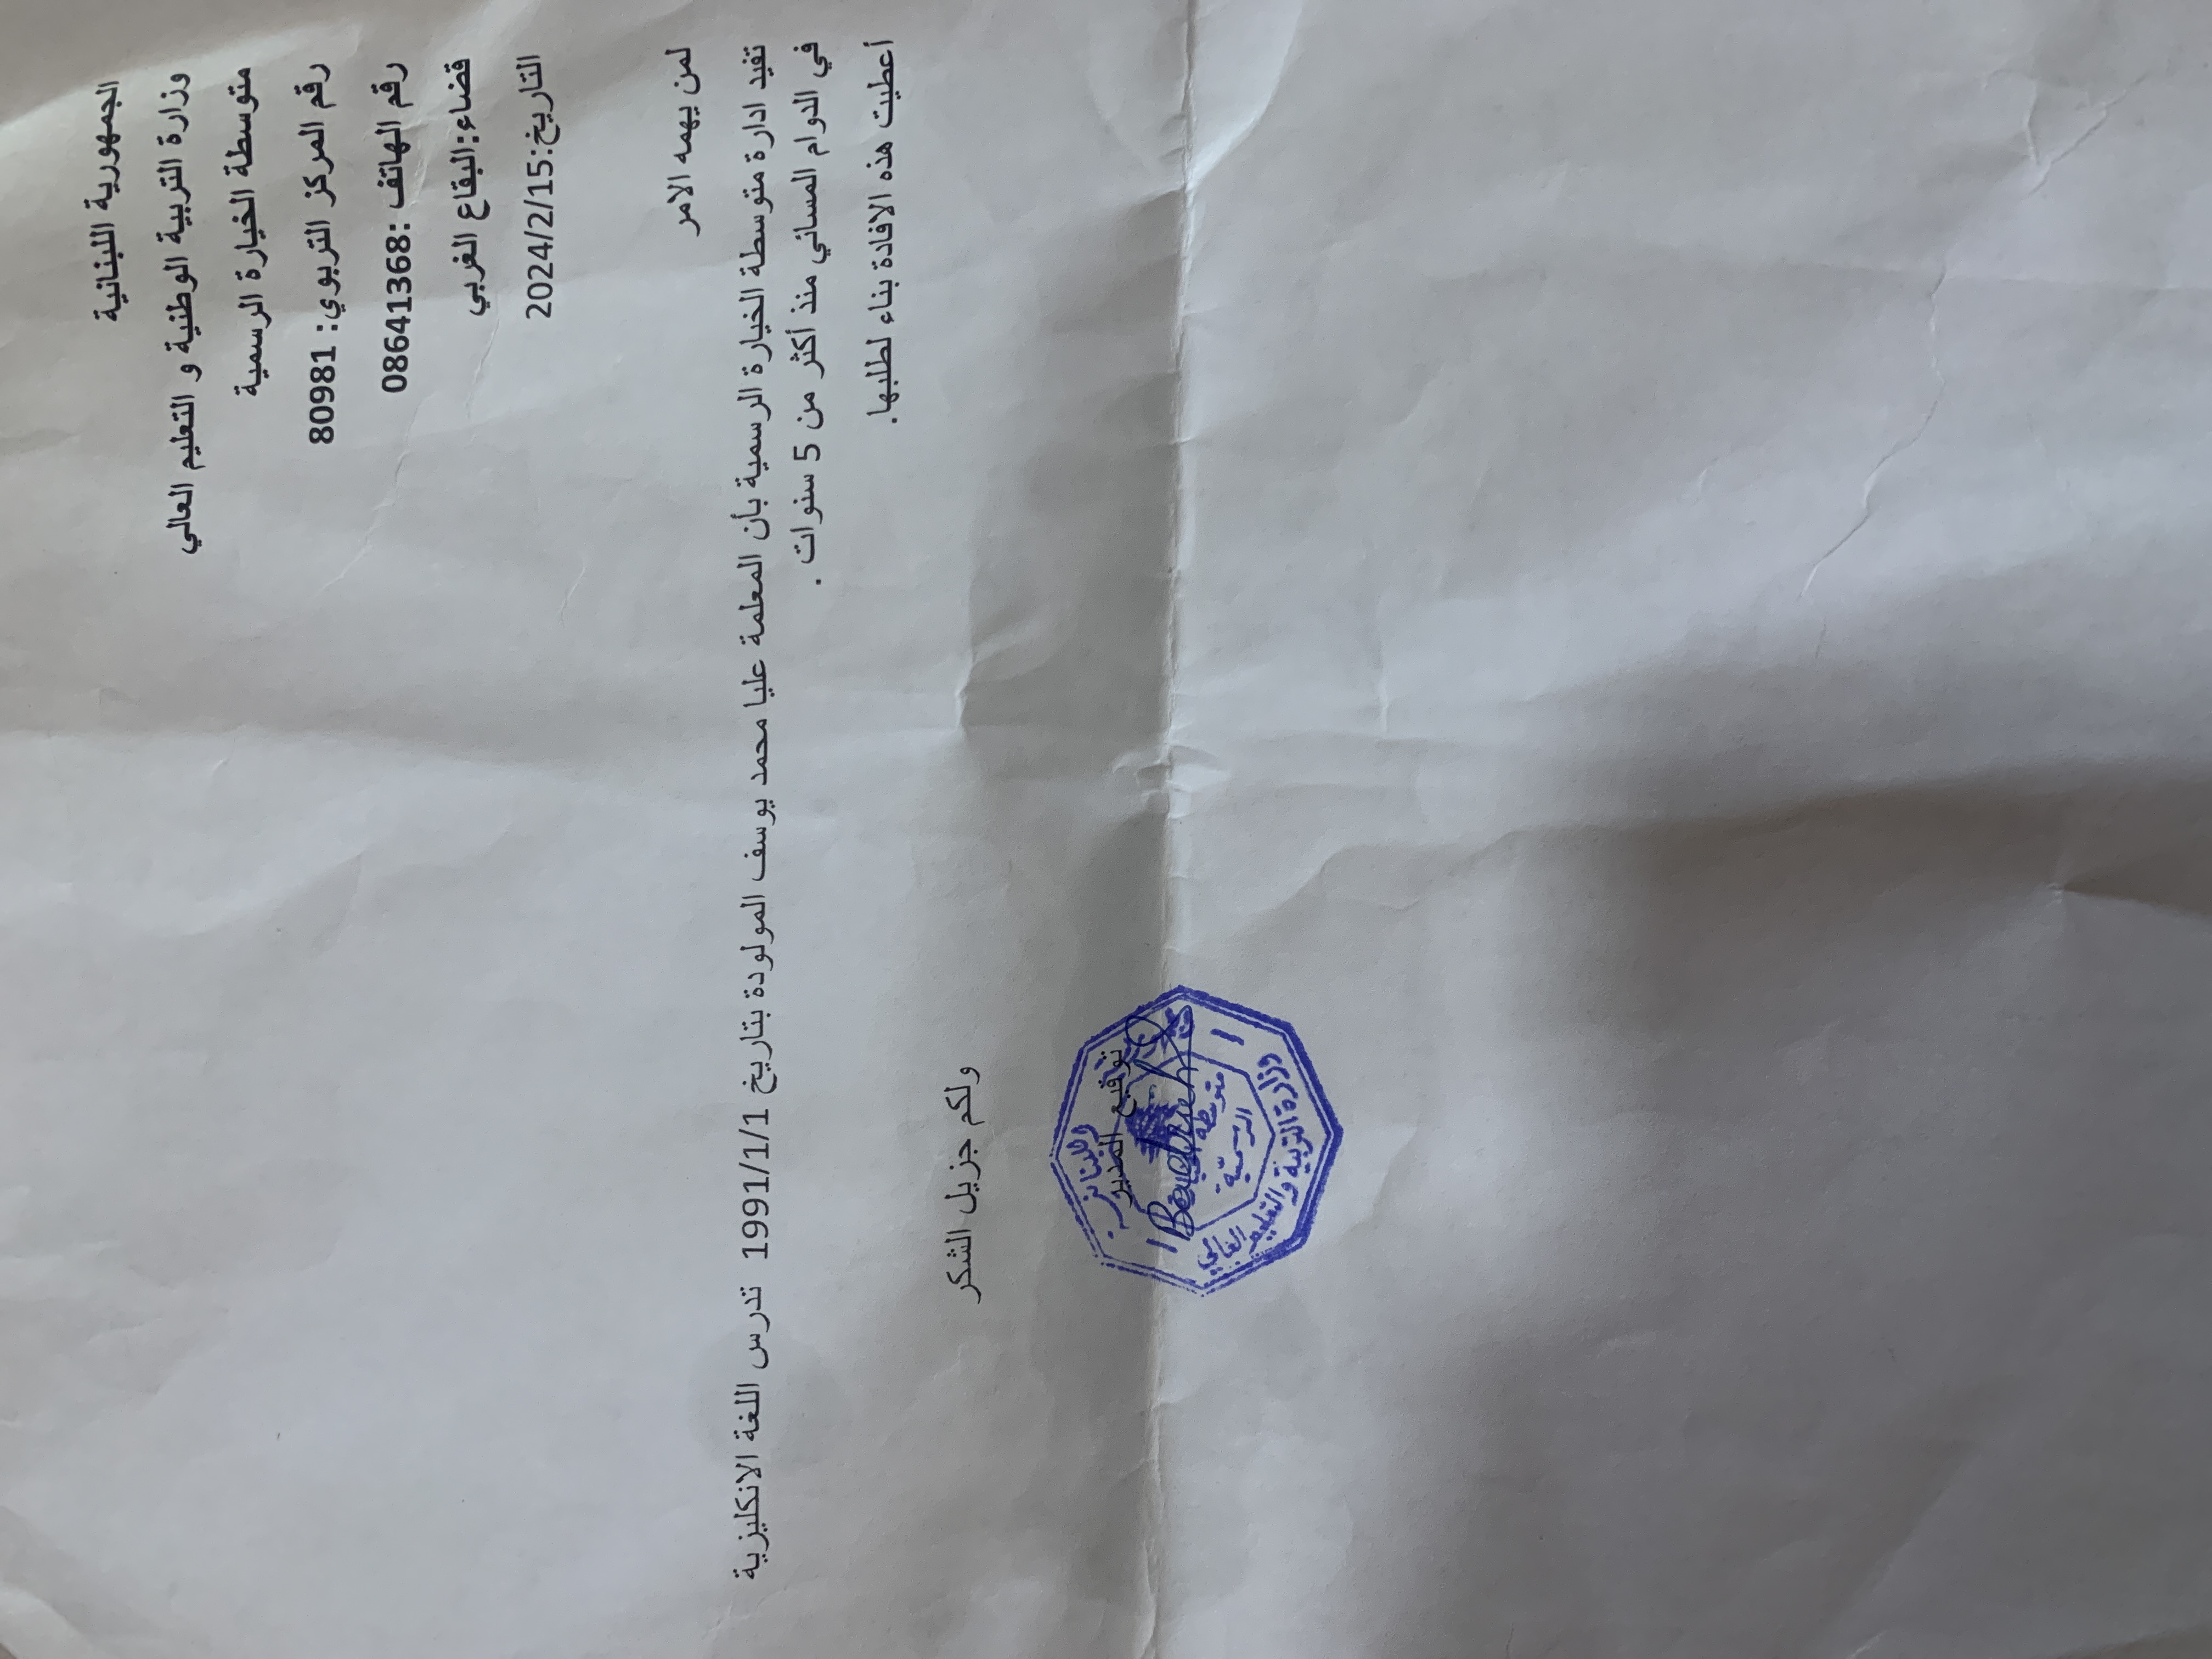 الجمهورية اللبنانية
وزارة التربية الوطنية و التعليم العالي
متوسطة الخيارة الرسمية
رقم المركز التربوي: 80981
رقم الهاتف :08641368
قضاء:البقاع الغربي
التاريخ:2024/2/15
لمن يهمه الامر
تفيد ادارة متوسطة الخيارة الرسمية بأن المعلمة عليا محمد يوسف المولودة بتاريخ 1991/1/1 تدرس اللغة الانكليزية
في الدوام المسائي منذ أكثر من 5 سنوات .
أعطيت هذه الافادة بناء لطلبها.
ولكم جزيل الشكر
توقيع المدير
اللبنانية
متوسطة
الرسمية
وزارة التربية والتعليم العالي